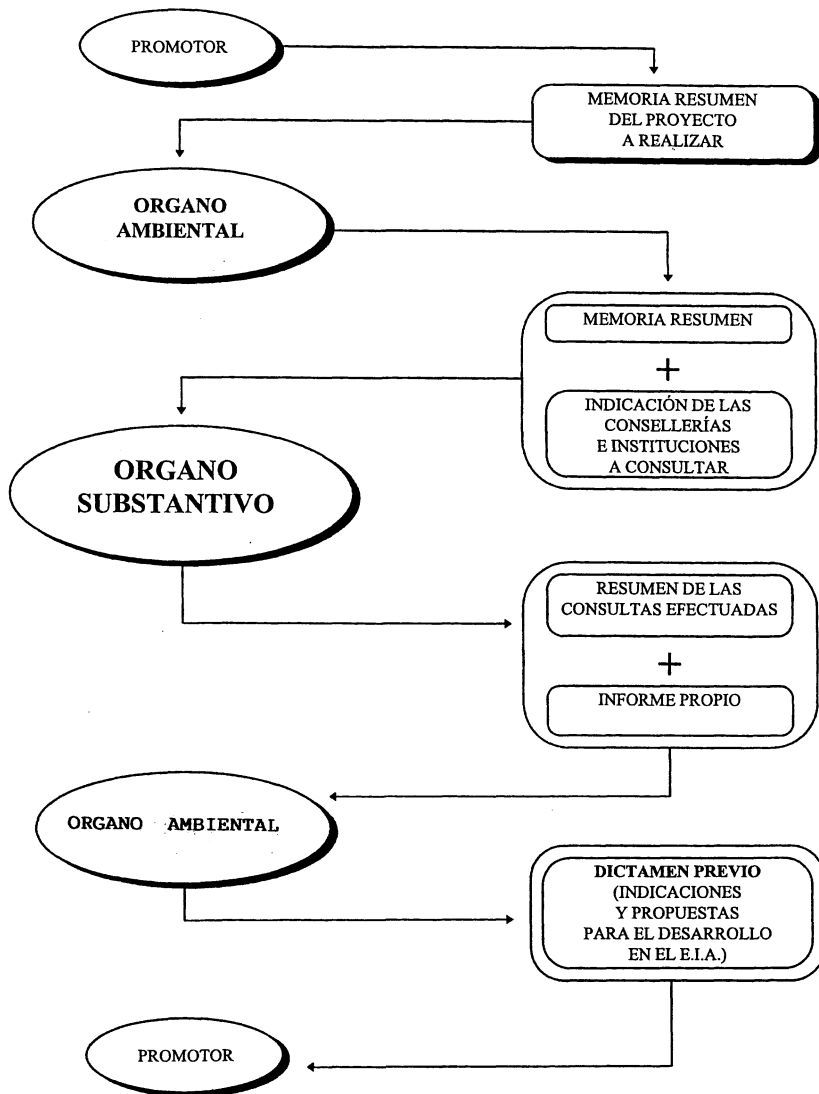 PROMOTOR
MEMORIA RESUMEN
DEL PROYECTO
A REALIZAR
ORGANO
AMBIENTAL
MEMORIA RESUMEN
+
INDICACIÓN DE LAS
CONSELLERÍAS
E INSTITUCIONES
A CONSULTAR
ORGANO
SUBSTANTIVO
RESUMEN DE LAS
CONSULTAS EFECTUADAS
+
INFORME PROPIO
ORGANO AMBIENTAL
DICTAMEN PREVIO
(INDICACIONES
Y PROPUESTAS
PARA EL DESARROLLO
EN EL E.I.A.)
PROMOTOR